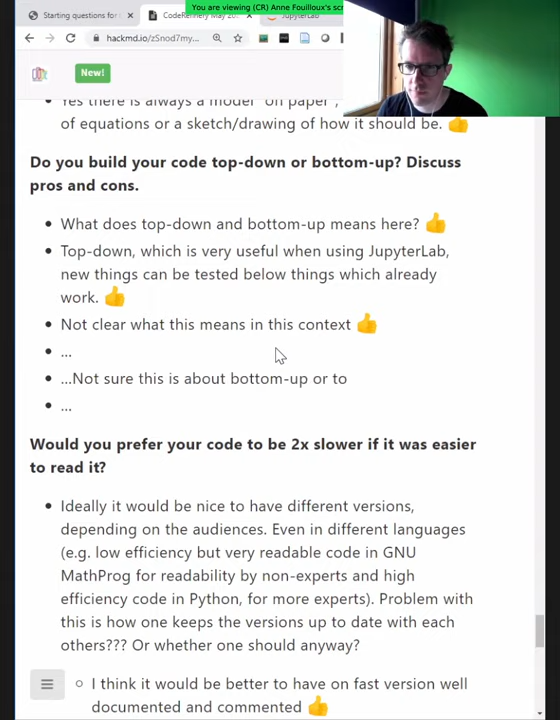 You are viewing (CR) Anne Fouilloux's scr
Starting questions for
CodeRefinery May 20
JupyterLab
hackmd.io/zSnod7my...
New!
Yes there is always a model "on paper",
of equations or a sketch/drawing of how it should be. 👍
Do you build your code top-down or bottom-up? Discuss
pros and cons.
• What does top-down and bottom-up means here? 👍
• Top-down, which is very useful when using JupyterLab,
new things can be tested below things which already
work. 👍
• Not clear what this means in this context 👍
• ...
• ...Not sure this is about bottom-up or to
• ...
Would you prefer your code to be 2x slower if it was easier
to read it?
• Ideally it would be nice to have different versions,
depending on the audiences. Even in different languages
(e.g. low efficiency but very readable code in GNU
MathProg for readability by non-experts and high
efficiency code in Python, for more experts). Problem with
this is how one keeps the versions up to date with each
others??? Or whether one should anyway?
○ I think it would be better to have on fast version well
documented and commented 👍